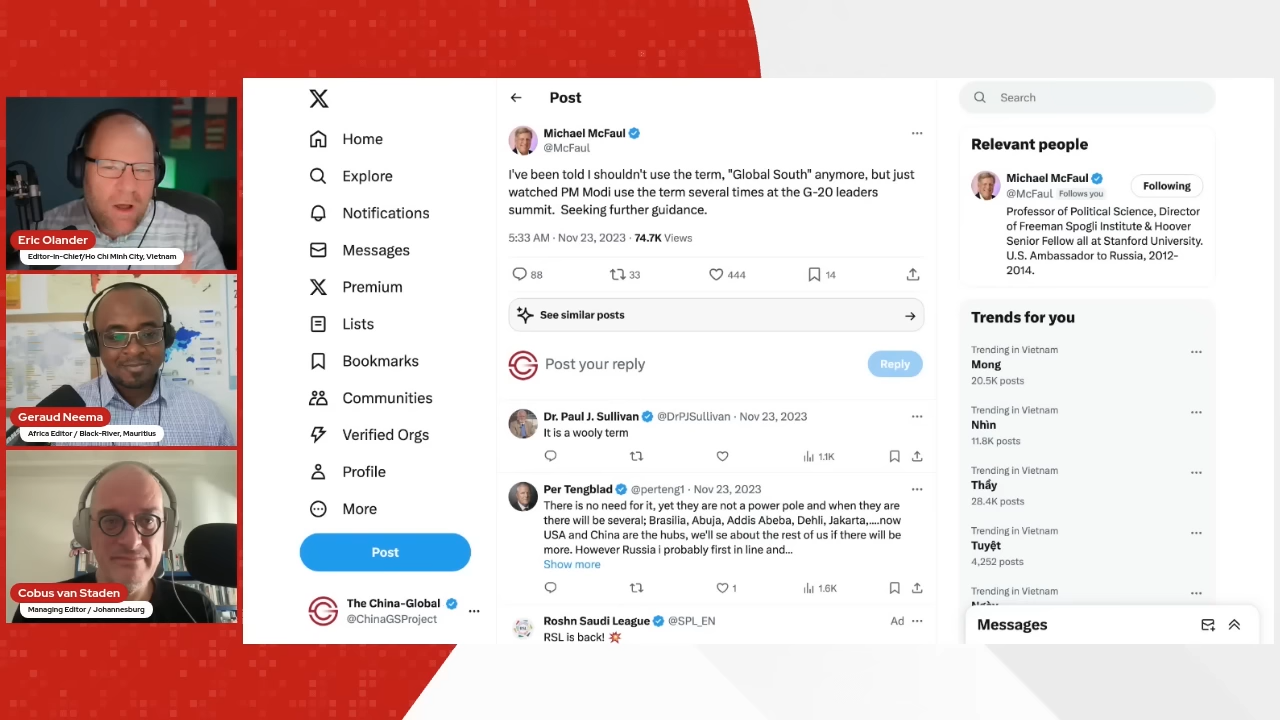 Eric Olander
Editor-in-Chief/Ho Chi Minh City, Vietnam
Geraud Neema
Africa Editor / Black-River, Mauritius
Cobus van Staden
Managing Editor / Johannesburg
X
Home
Explore
Notifications
Messages
Premium
Lists
Bookmarks
Communities
Verified Orgs
Profile
More
Post
The China-Global
@ChinaGSProject
Post
Michael McFaul
@McFaul
I've been told I shouldn't use the term, "Global South" anymore, but just
watched PM Modi use the term several times at the G-20 leaders
summit. Seeking further guidance.
5:33 AM · Nov 23, 2023 · 74.7K Views
88 33 444 14
See similar posts
Post your reply
Reply
Dr. Paul J. Sullivan @DrPJSullivan · Nov 23, 2023
It is a wooly term
1.1K
Per Tengblad @perteng1 · Nov 23, 2023
There is no need for it, yet they are not a power pole and when they are
there will be several; Brasilia, Abuja, Addis Abeba, Dehli, Jakarta,....now
USA and China are the hubs, we'll se about the rest of us if there will be
more. However Russia i probably first in line and...
Show more
1 1.6K
Roshn Saudi League @SPL_EN Ad
RSL is back!
Search
Relevant people
Michael McFaul
@McFaul Follows you
Following
Professor of Political Science, Director
of Freeman Spogli Institute & Hoover
Senior Fellow all at Stanford University.
U.S. Ambassador to Russia, 2012-
2014.
Trends for you
Trending in Vietnam
Mong
20.5K posts
Trending in Vietnam
Nhìn
11.8K posts
Trending in Vietnam
Thầy
28.4K posts
Trending in Vietnam
Tuyệt
4,252 posts
Trending in Vietnam
Messages